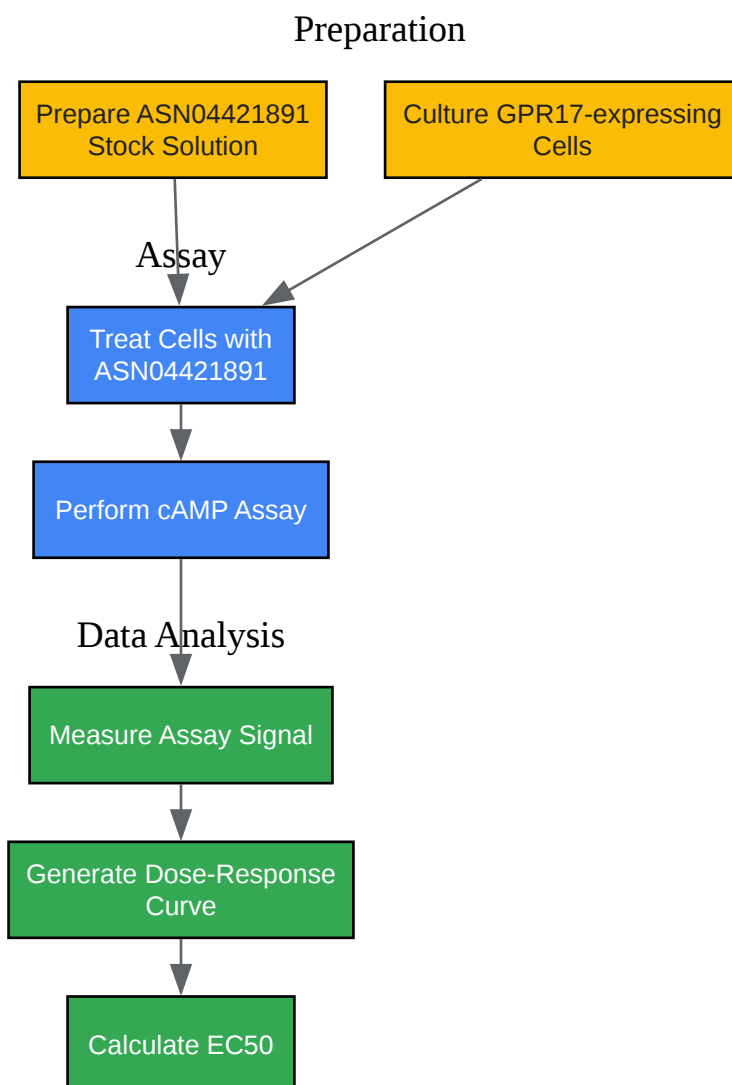 Preparation
Prepare ASN04421891
Stock Solution
Culture GPR17-expressing
Cells
Assay
Treat Cells with
ASN04421891
Perform cAMP Assay
Data Analysis
Measure Assay Signal
Generate Dose-Response
Curve
Calculate EC50